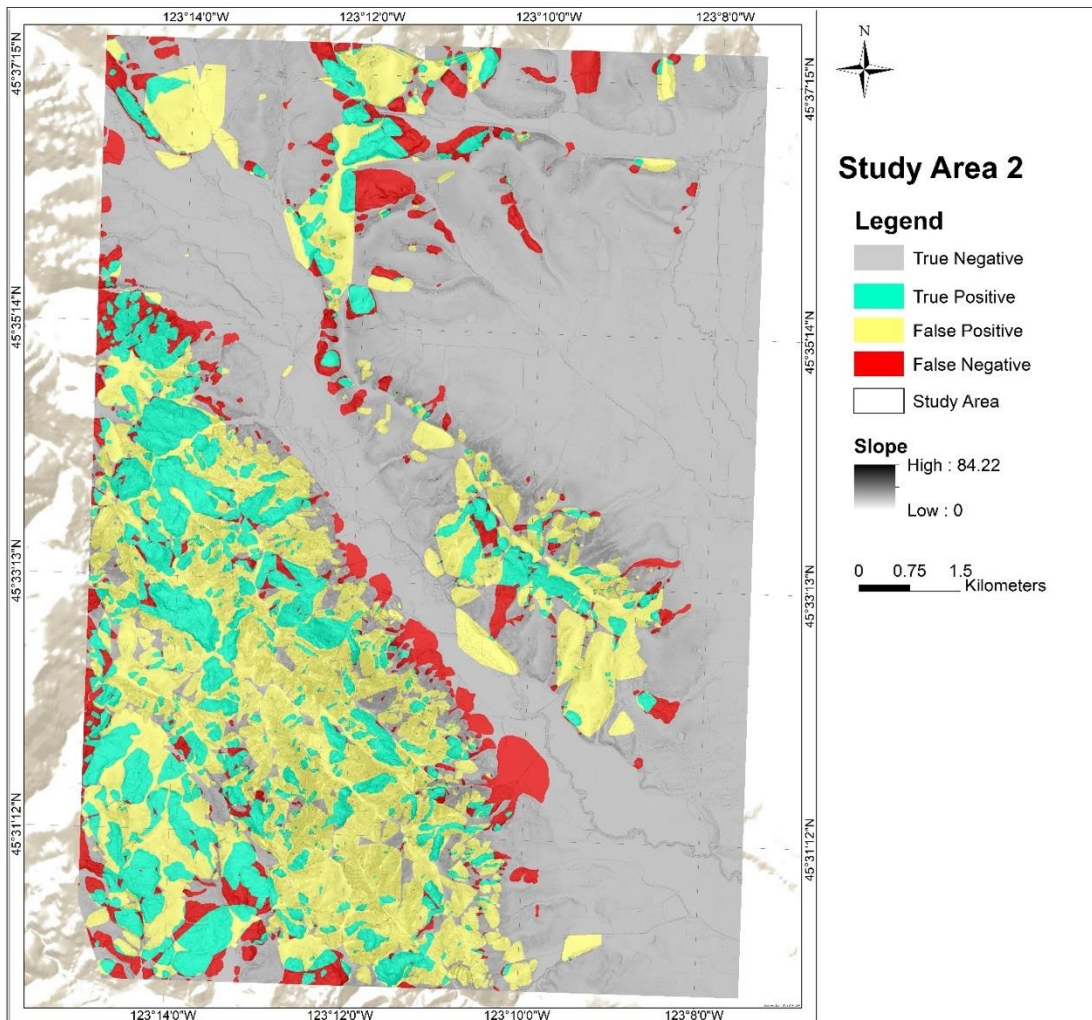 123°14'0"W 123°12'0"W 123°10'0"W 123°8'0"W
45°37'15"N
45°37'15"N
45°35'14"N
45°35'14"N
45°33'13"N
45°33'13"N
45°31'12"N
45°31'12"N
123°14'0"W 123°12'0"W 123°10'0"W 123°8'0"W
N
Study Area 2
Legend
True Negative
True Positive
False Positive
False Negative
Study Area
Slope
High : 84.22
Low : 0
0 0.75 1.5
Kilometers